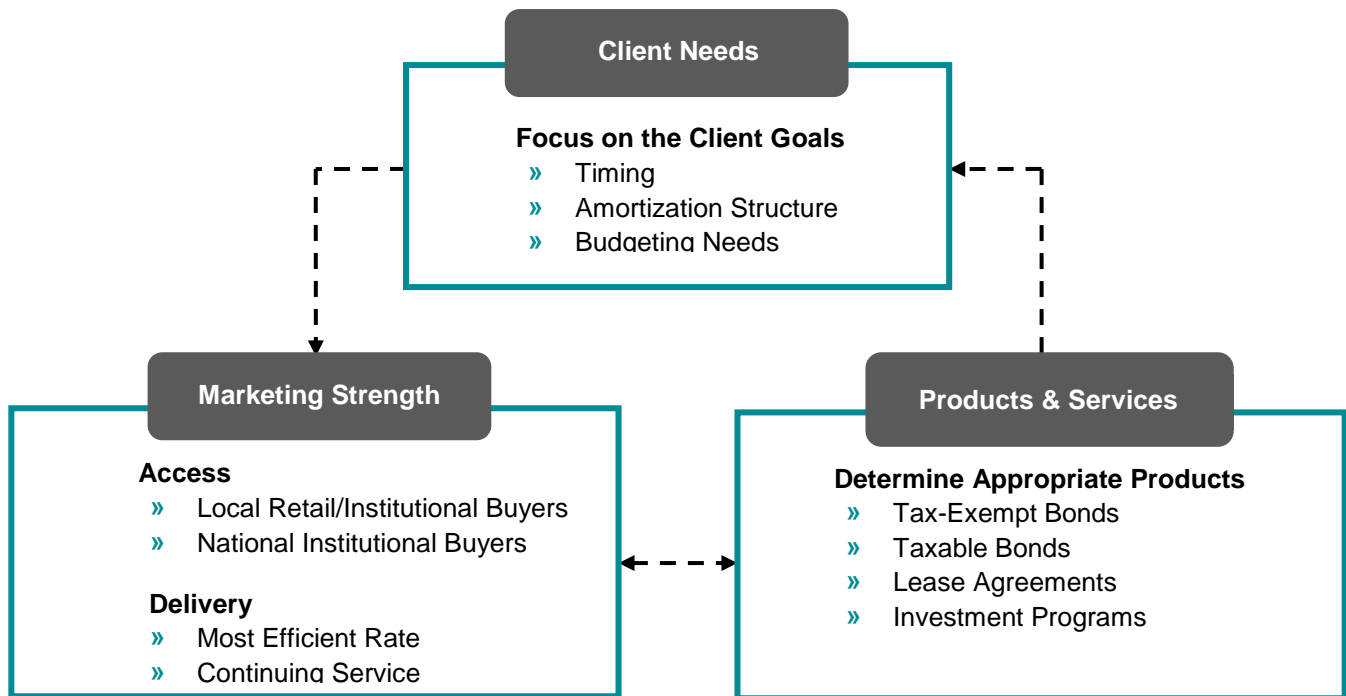 Client Needs
Focus on the Client Goals
» Timing
» Amortization Structure
» Budgeting Needs
Marketing Strength
Access
» Local Retail/Institutional Buyers
» National Institutional Buyers
Delivery
» Most Efficient Rate
» Continuing Service
Products & Services
Determine Appropriate Products
» Tax-Exempt Bonds
» Taxable Bonds
» Lease Agreements
» Investment Programs